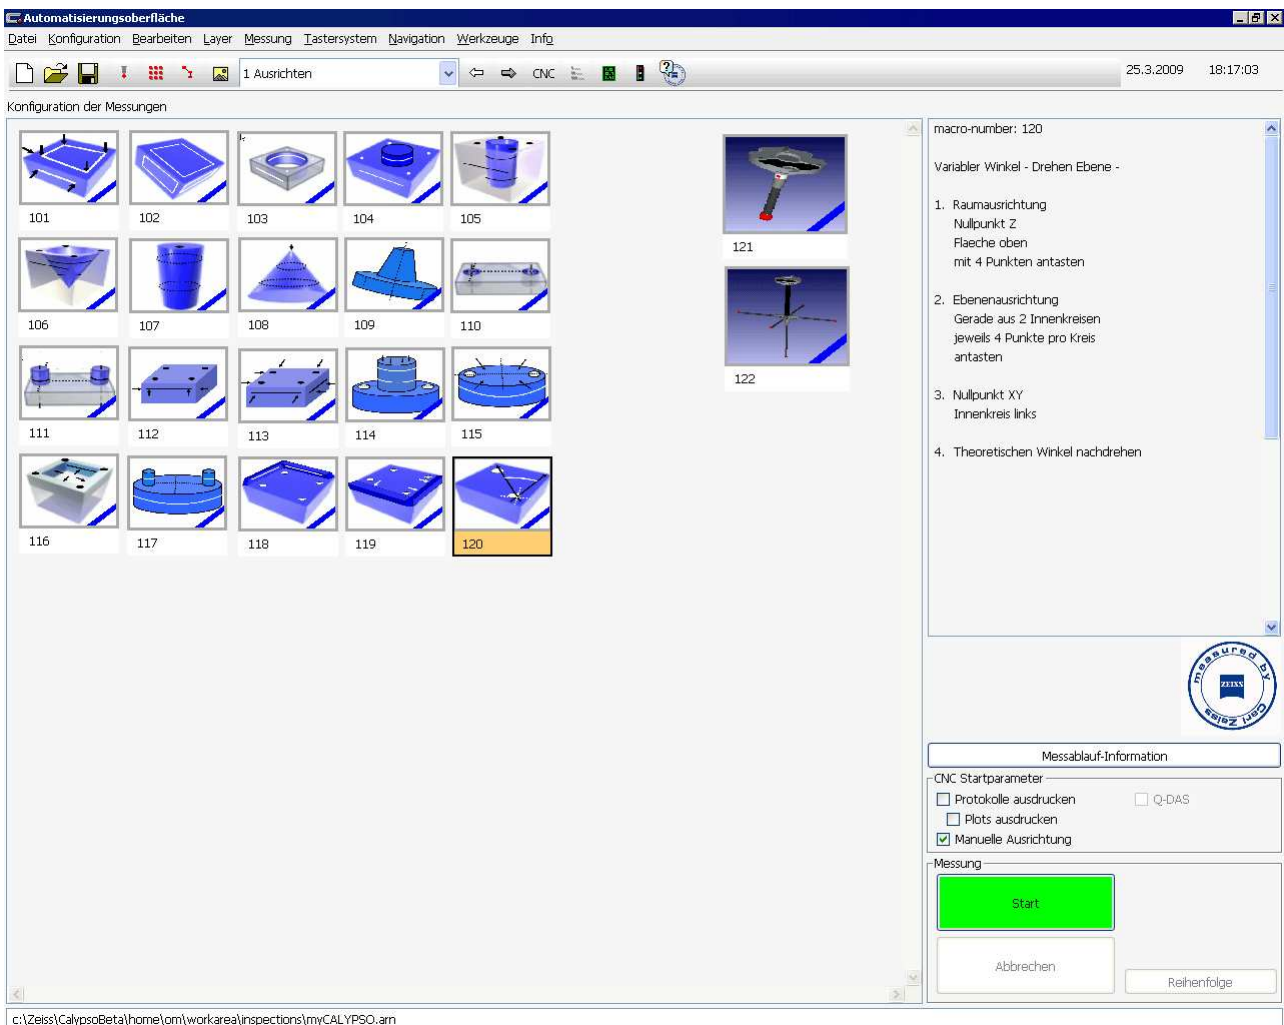 Automatisierungsoberfläche
Datei Konfiguration Bearbeiten Layer Messung Tastersystem Navigation Werkzeuge Info
1 Ausrichten CNC 25.3.2009 18:17:03
Konfiguration der Messungen
101 102 103 104 105
106 107 108 109 110
111 112 113 114 115
116 117 118 119 120
121
122
macro-number: 120
Variabler Winkel - Drehen Ebene -
1. Raumausrichtung
Nullpunkt Z
Flaeche oben
mit 4 Punkten antasten
2. Ebenenausrichtung
Gerade aus 2 Innenkreisen
jeweils 4 Punkte pro Kreis
antasten
3. Nullpunkt XY
Innenkreis links
4. Theoretischen Winkel nachdrehen
measured by
ZEISS
Carl Zeiss
Messablauf-Information
CNC Startparameter
Protokolle ausdrucken Q-DAS
Plots ausdrucken
Manuelle Ausrichtung
Messung
Start
Abbrechen
Reihenfolge
c:\Zeiss\CalypsoBeta\home\om\workarea\inspections\myCALYPSO.arn